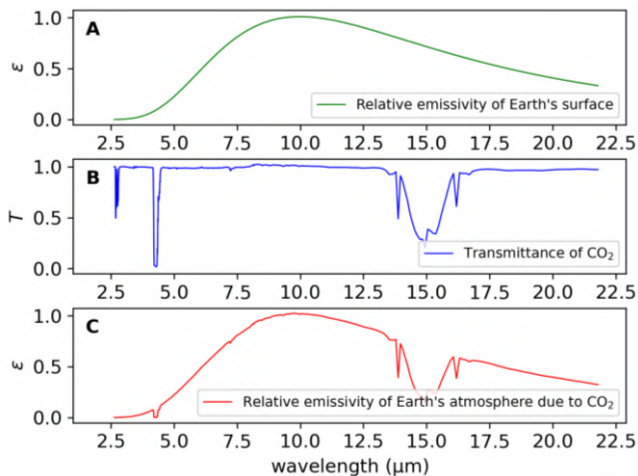 A
1.0
ε 0.5
0.0
Relative emissivity of Earth's surface
2.5 5.0 7.5 10.0 12.5 15.0 17.5 20.0 22.5
B
1.0
T 0.5
0.0
Transmittance of CO₂
2.5 5.0 7.5 10.0 12.5 15.0 17.5 20.0 22.5
C
1.0
ε 0.5
0.0
Relative emissivity of Earth's atmosphere due to CO₂
2.5 5.0 7.5 10.0 12.5 15.0 17.5 20.0 22.5
wavelength (μm)